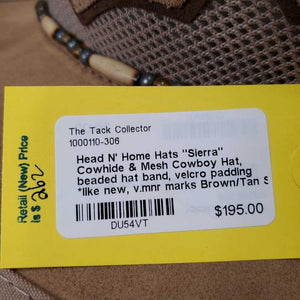 The Tack Collector
1000110-306
Head N' Home Hats "Sierra"
Cowhide & Mesh Cowboy Hat,
beaded hat band, velcro padding
*like new, v.mnr marks Brown/Tan S
$195.00
DU54VT
Retail (New) Price
is $ 262